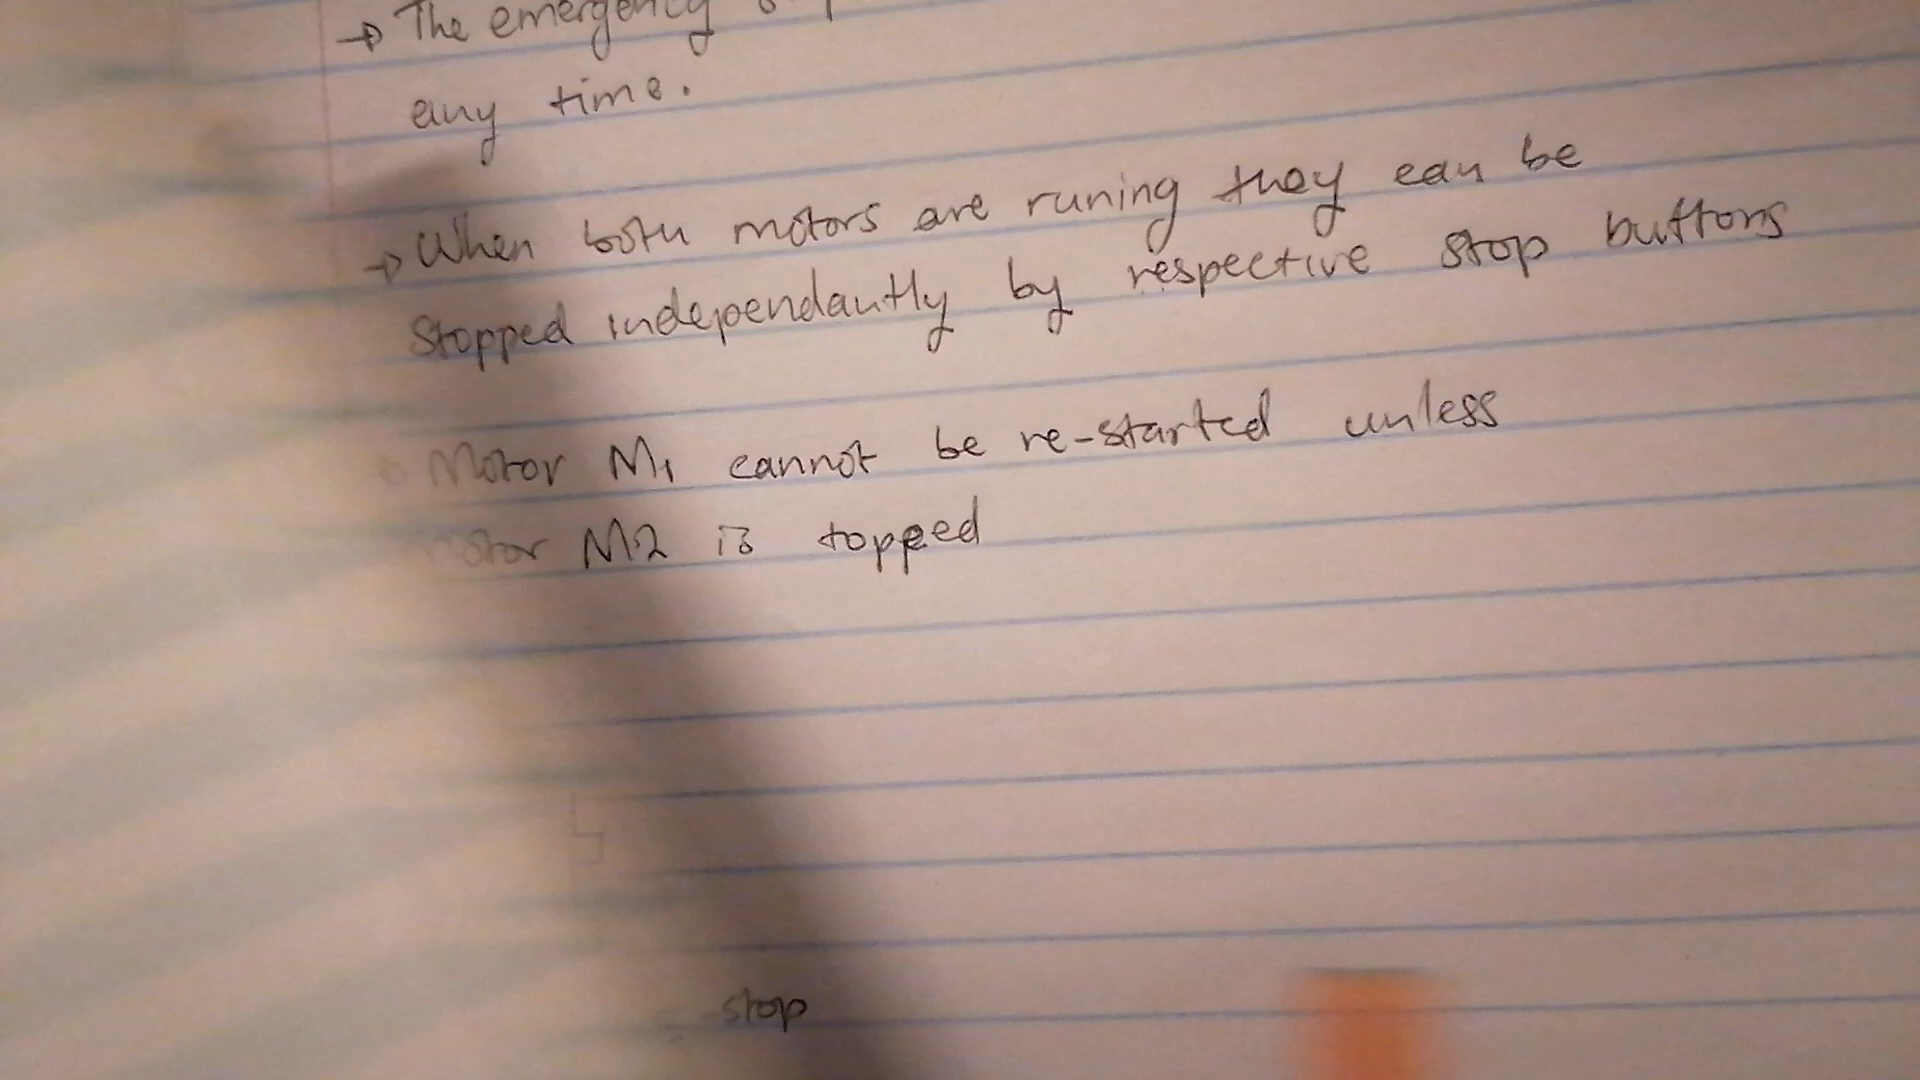 → The emergency
any time.
→ When both motors are runing they can be
Stopped independantly by respective stop buttons
Motor M1 cannot be re-started unless
motor M2 is topped
stop